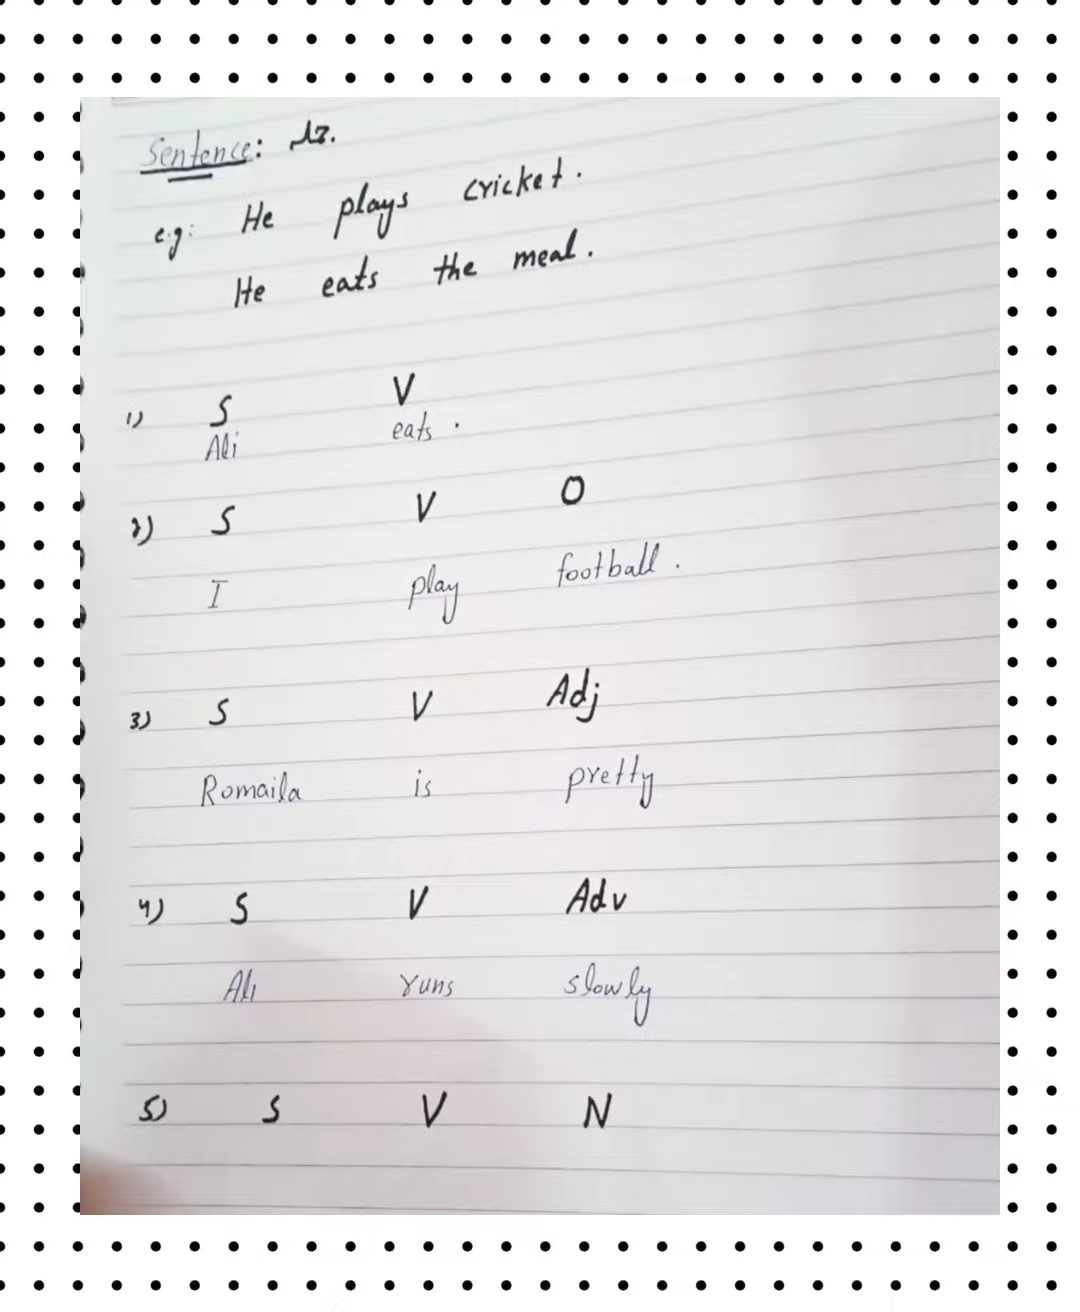 Sentence:
e.g: He plays cricket.
He eats the meal.
1) S V
Ali eats.
2) S V O
I play football.
3) S V Adj
Romaila is pretty
4) S V Adv
Ali runs slowly
5) S V N